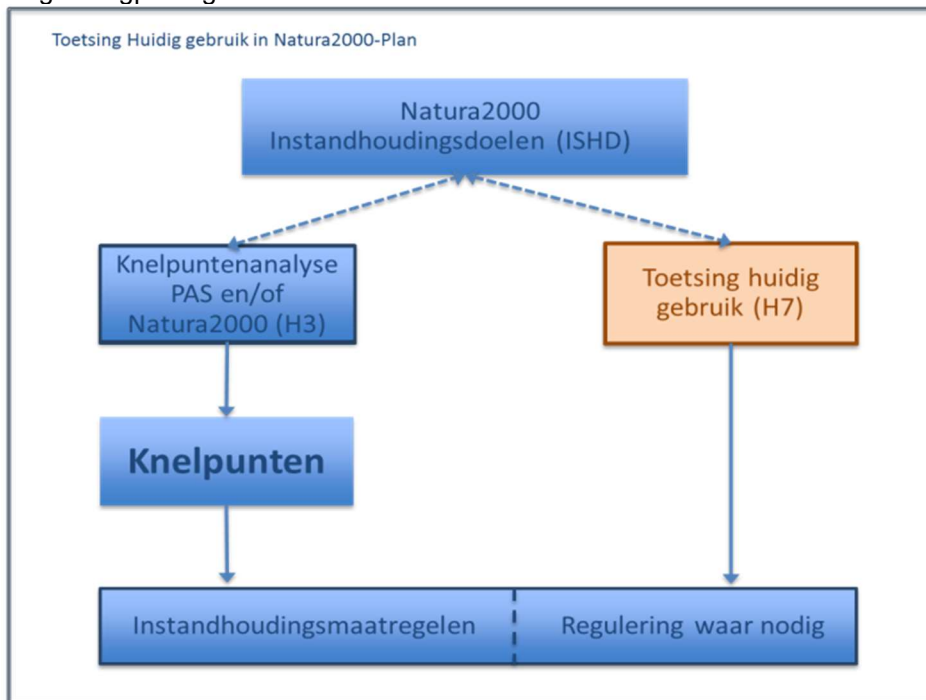 Toetsing Huidig gebruik in Natura2000-Plan
Natura2000
Instandhoudingsdoelen (ISHD)
Knelpuntenanalyse
PAS en/of
Natura2000 (H3)
Toetsing huidig
gebruik (H7)
Knelpunten
Instandhoudingsmaatregelen
Regulering waar nodig